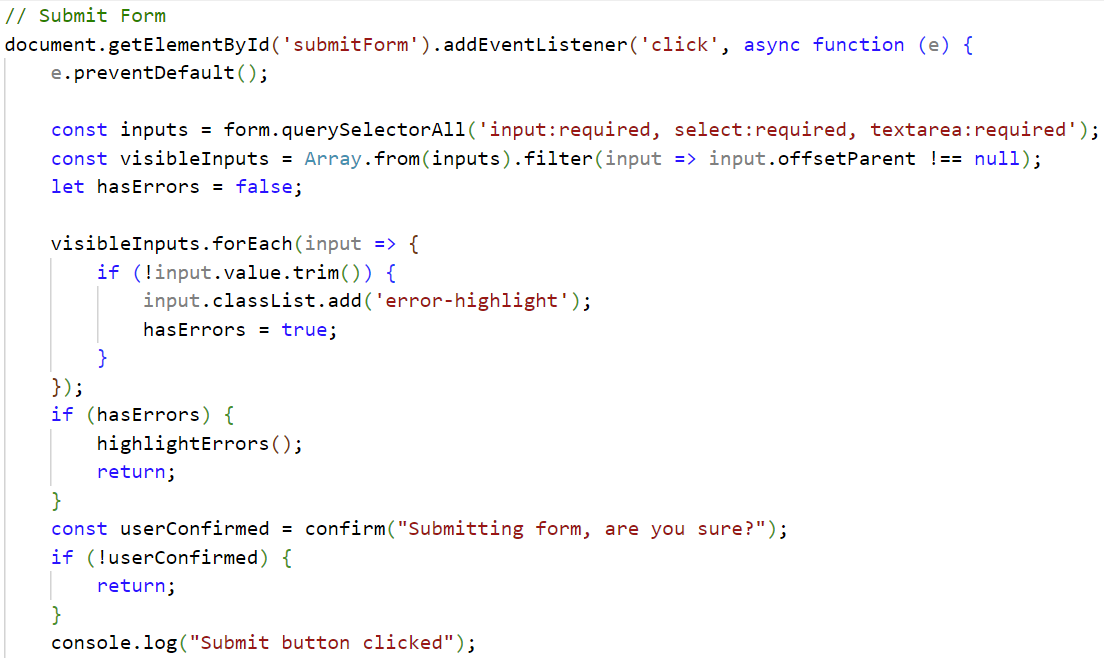 // Submit Form
document.getElementById('submitForm').addEventListener('click', async function (e) {
    e.preventDefault();

    const inputs = form.querySelectorAll('input:required, select:required, textarea:required');
    const visibleInputs = Array.from(inputs).filter(input => input.offsetParent !== null);
    let hasErrors = false;

    visibleInputs.forEach(input => {
        if (!input.value.trim()) {
            input.classList.add('error-highlight');
            hasErrors = true;
        }
    });
    if (hasErrors) {
        highlightErrors();
        return;
    }
    const userConfirmed = confirm("Submitting form, are you sure?");
    if (!userConfirmed) {
        return;
    }
    console.log("Submit button clicked");